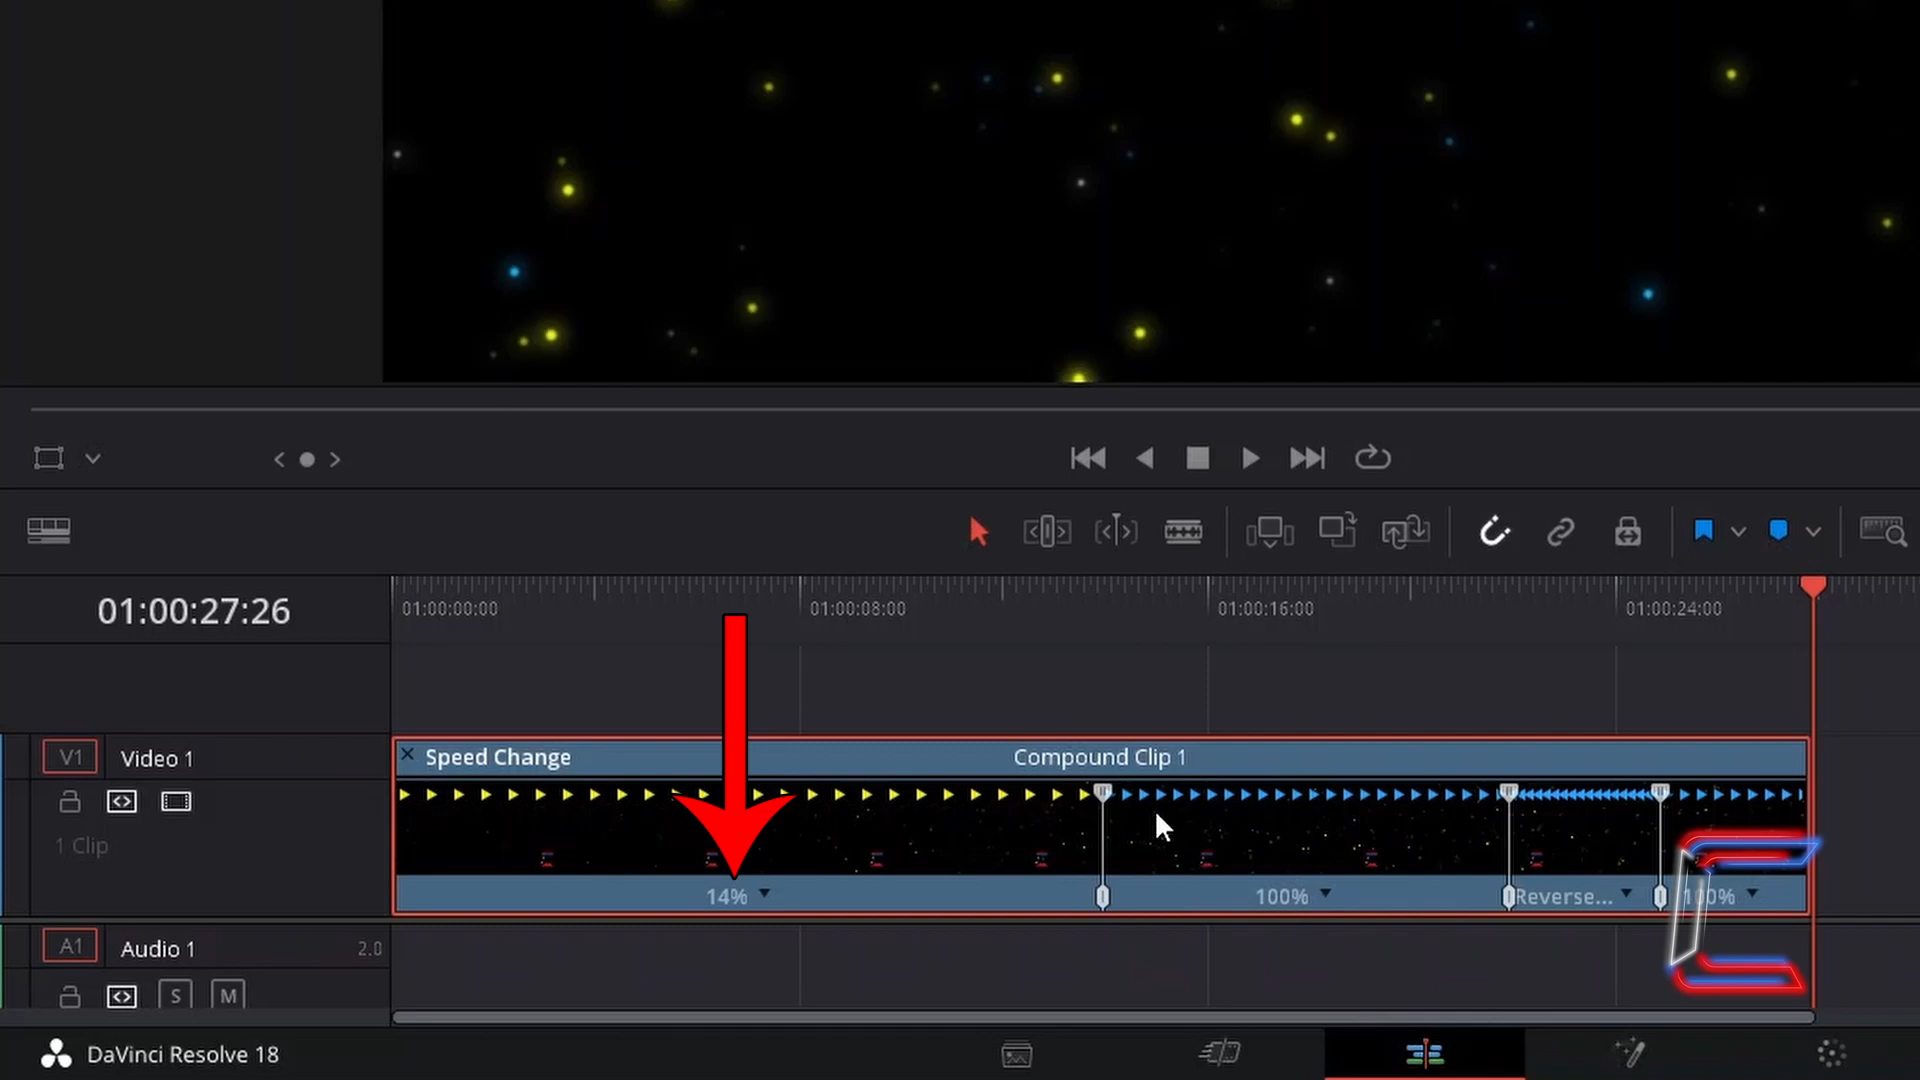 01:00:27:26
01:00:00:00
01:00:08:00
01:00:16:00
01:00:24:00
V1
Video 1
1 Clip
Speed Change
Compound Clip 1
14%
100%
Reverse...
100%
A1
Audio 1
2.0
S
M
DaVinci Resolve 18